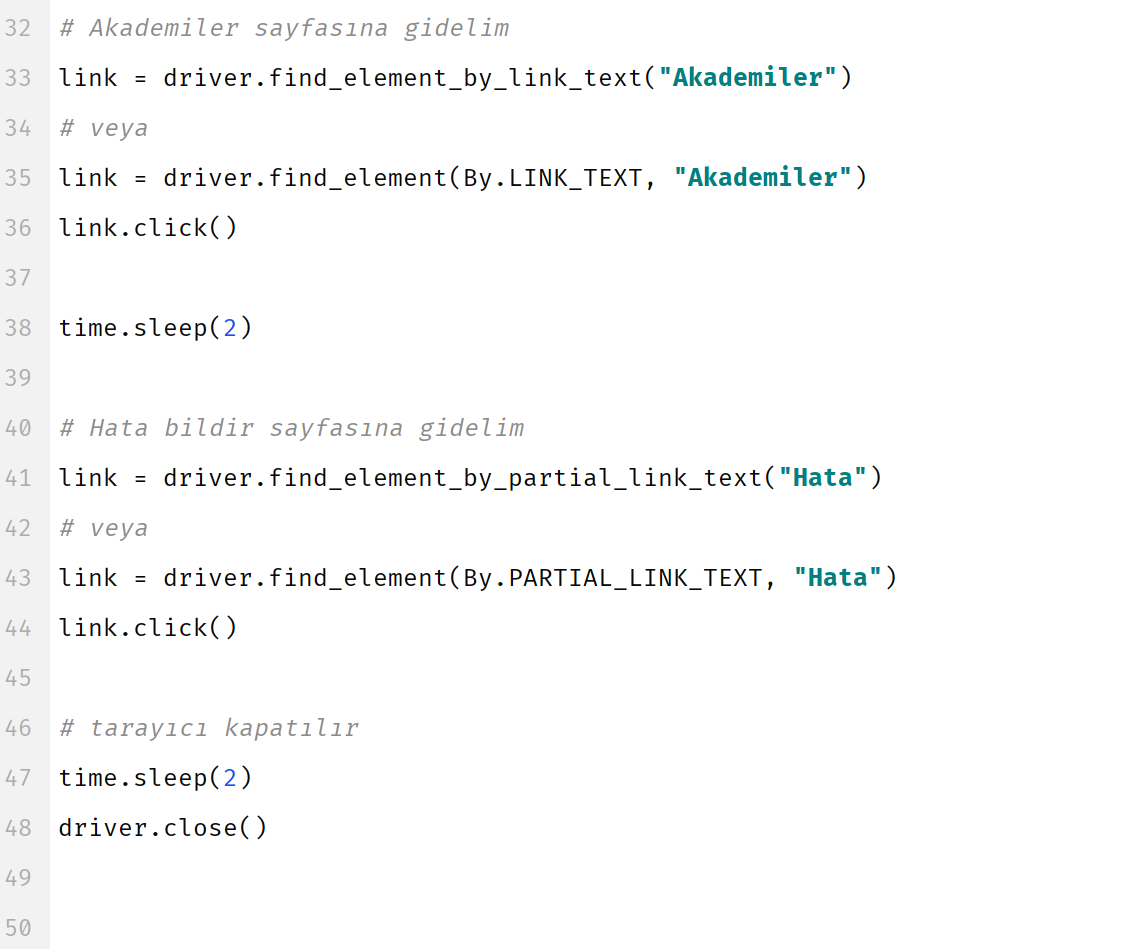 32 # Akademiler sayfasına gidelim
33 link = driver.find_element_by_link_text("Akademiler")
34 # veya
35 link = driver.find_element(By.LINK_TEXT, "Akademiler")
36 link.click()
37
38 time.sleep(2)
39
40 # Hata bildir sayfasına gidelim
41 link = driver.find_element_by_partial_link_text("Hata")
42 # veya
43 link = driver.find_element(By.PARTIAL_LINK_TEXT, "Hata")
44 link.click()
45
46 # tarayıcı kapatılır
47 time.sleep(2)
48 driver.close()
49
50